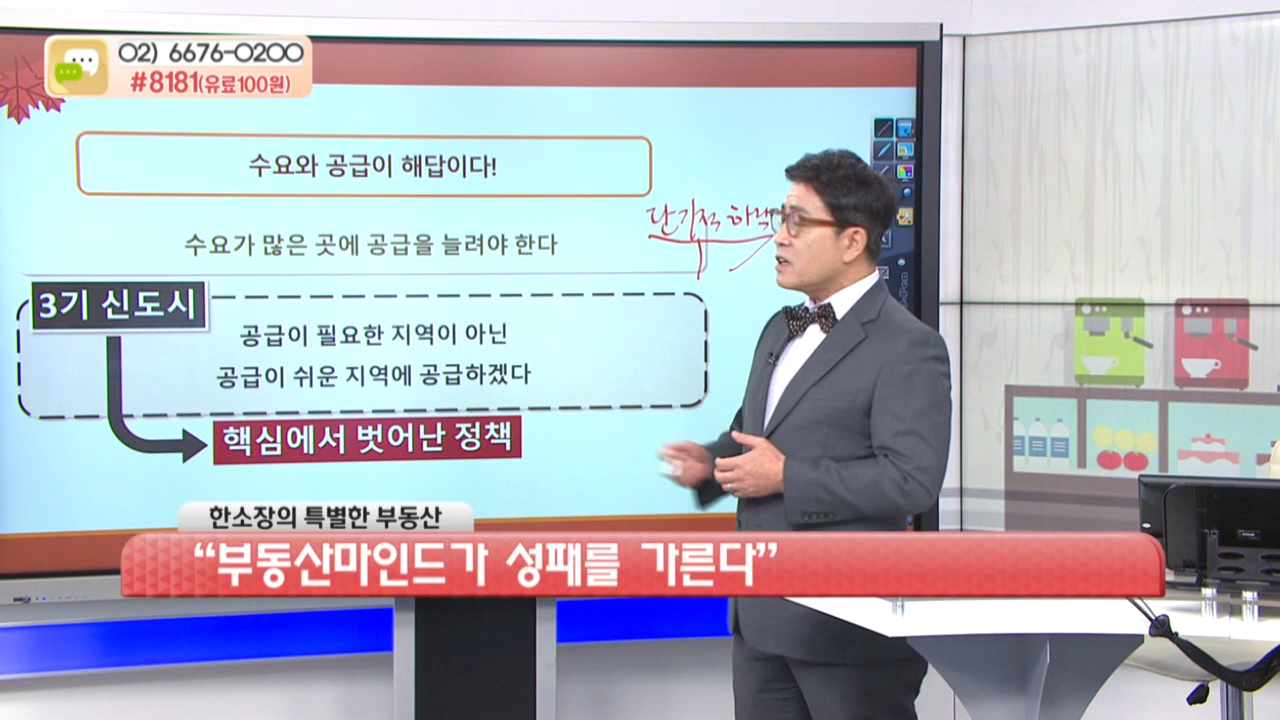 02) 6676-0200
#8181(유료100원)
수요와 공급이 해답이다!
단기적 하락
수요가 많은 곳에 공급을 늘려야 한다
3기 신도시
공급이 필요한 지역이 아닌
공급이 쉬운 지역에 공급하겠다
핵심에서 벗어난 정책
한소장의 특별한 부동산
“부동산마인드가 성패를 가른다”